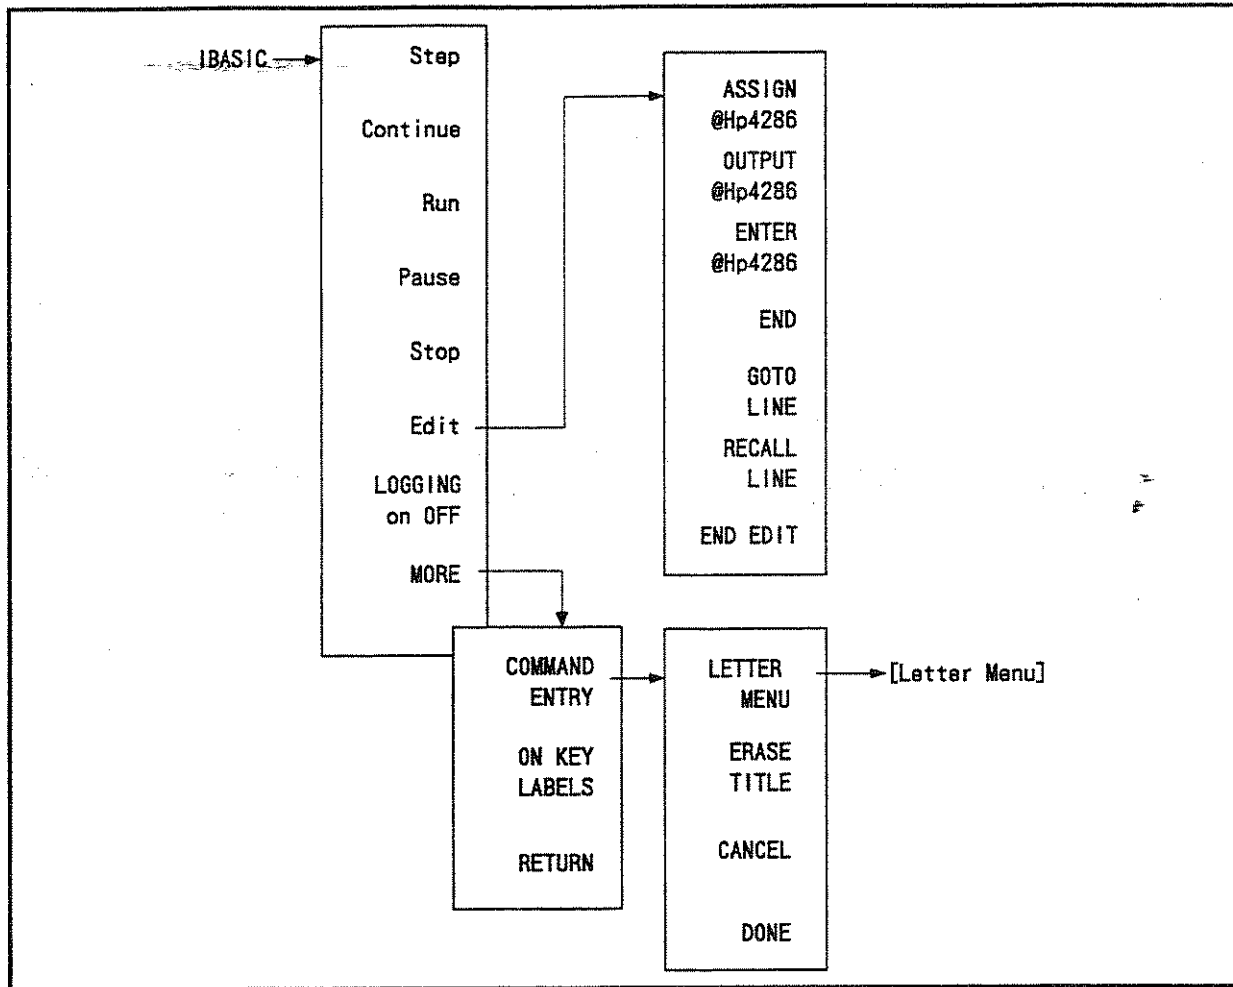 IBASIC
Step
Continue
Run
Pause
Stop
Edit
LOGGING
on OFF
MORE
ASSIGN
@Hp4286
OUTPUT
@Hp4286
ENTER
@Hp4286
END
GOTO
LINE
RECALL
LINE
END EDIT
COMMAND
ENTRY
ON KEY
LABELS
RETURN
LETTER
MENU
ERASE
TITLE
CANCEL
DONE
[Letter Menu]